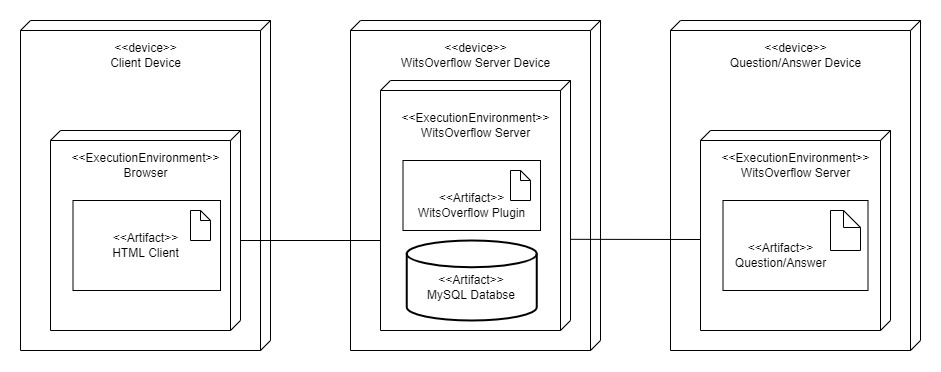 <<device>>
Client Device
<<ExecutionEnvironment>>
Browser
<<Artifact>>
HTML Client
<<device>>
WitsOverflow Server Device
<<ExecutionEnvironment>>
WitsOverflow Server
<<Artifact>>
WitsOverflow Plugin
<<Artifact>>
MySQL Databse
<<device>>
Question/Answer Device
<<ExecutionEnvironment>>
WitsOverflow Server
<<Artifact>>
Question/Answer